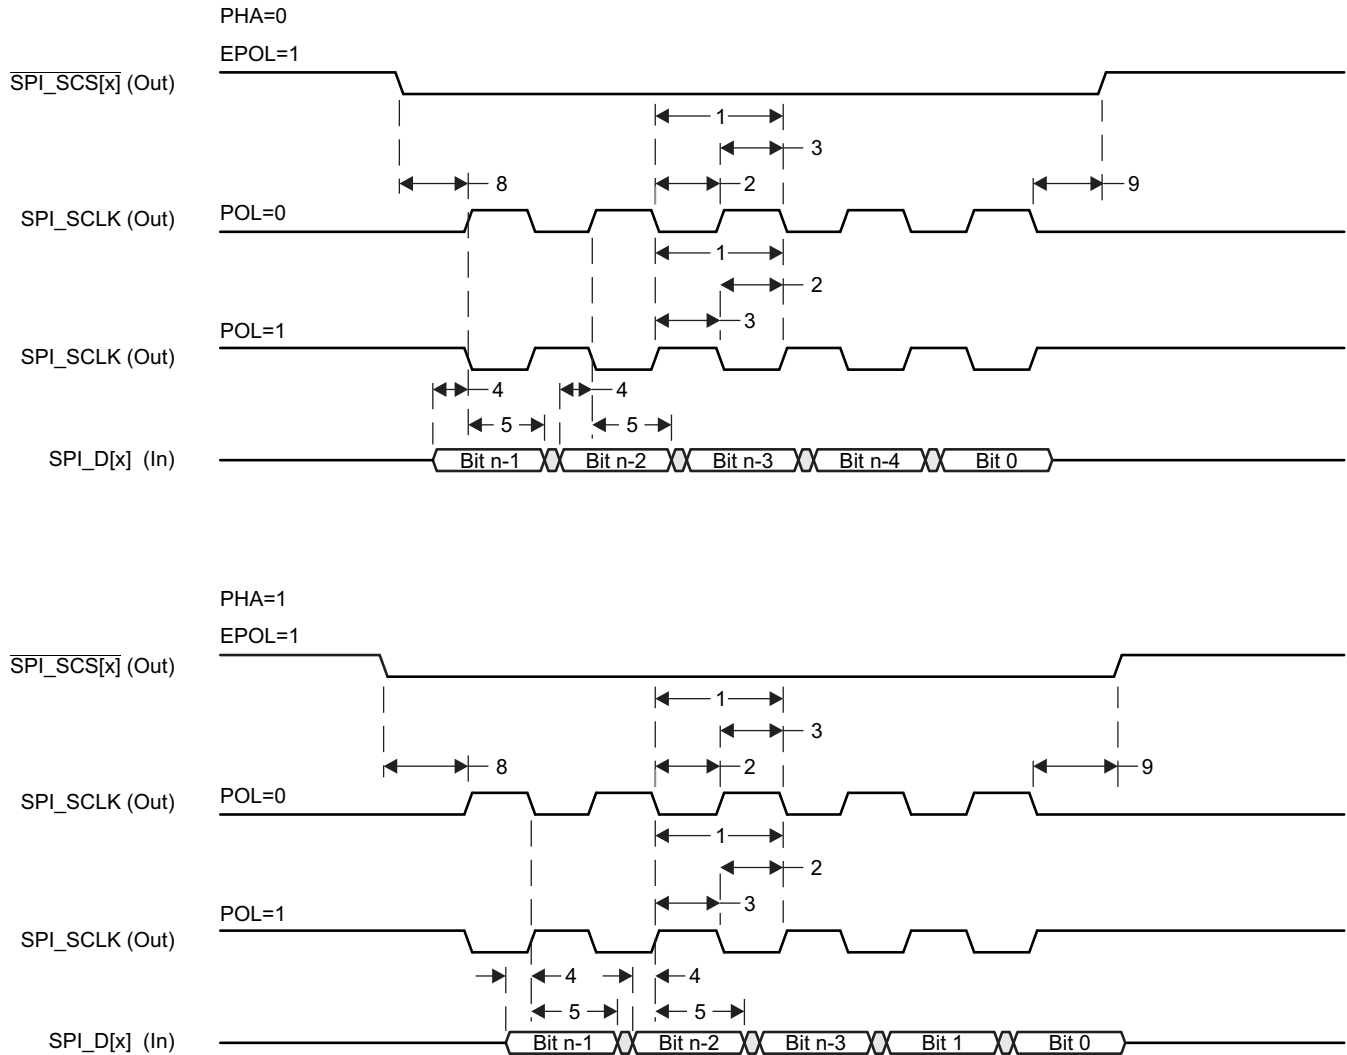 PHA=0
EPOL=1
SPI_SCS[x] (Out)
1
3
8
2
9
SPI_SCLK (Out)
POL=0
1
2
3
POL=1
SPI_SCLK (Out)
4
4
5
5
SPI_D[x] (In)
Bit n-1
Bit n-2
Bit n-3
Bit n-4
Bit 0
PHA=1
EPOL=1
SPI_SCS[x] (Out)
1
3
8
2
9
SPI_SCLK (Out)
POL=0
1
2
3
POL=1
SPI_SCLK (Out)
4
4
5
5
SPI_D[x] (In)
Bit n-1
Bit n-2
Bit n-3
Bit 1
Bit 0